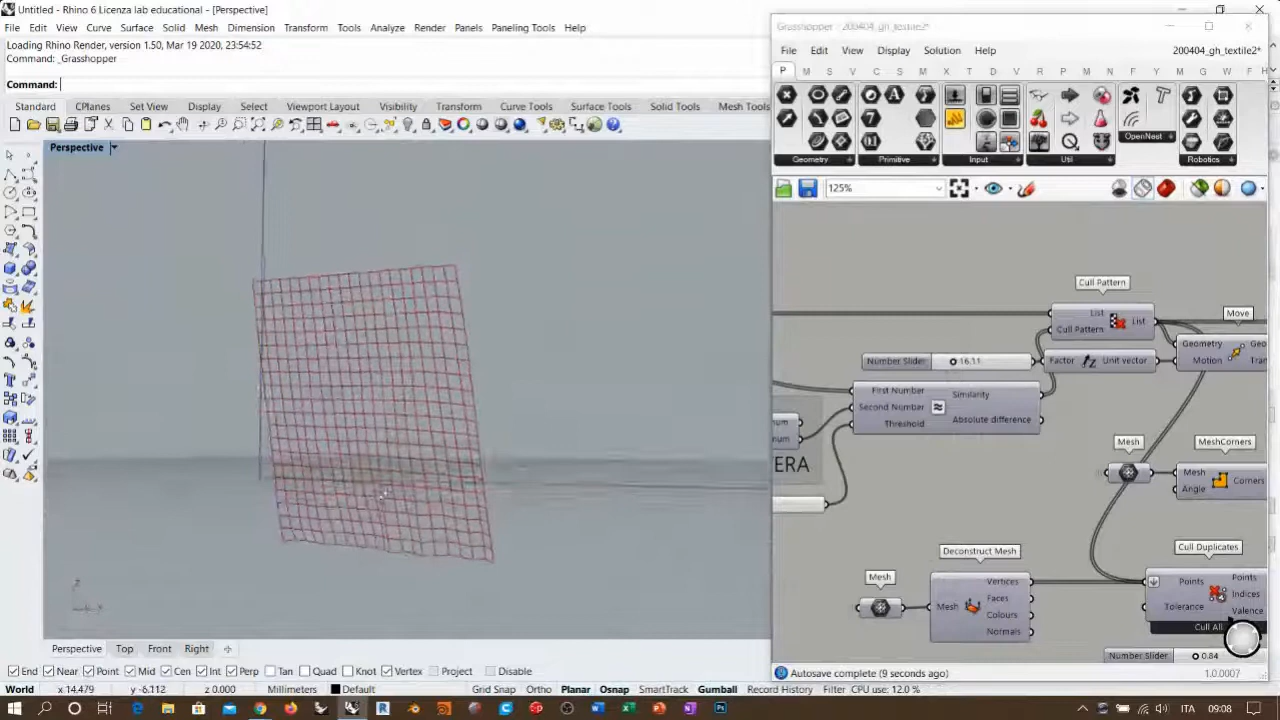 Untitled - Rhino 6 Licenza lab educational - [Perspective]
File Edit View Curve Surface Solid Mesh Dimension Transform Tools Analyze Render Panels Paneling Tools Help
Loading Rhino Render, version 1.50, Mar 19 2020, 23:54:52
Command: _Grasshopper
Command:
Standard CPlanes Set View Display Select Viewport Layout Visibility Transform Curve Tools Surface Tools Solid Tools Mesh Tools
Perspective
z
x
Perspective Top Front Right
End Near Point Mid Cen Int Perp Tan Quad Knot Vertex Project Disable
World x 14.479 y -6.112 z 0.000 Millimeters Default Grid Snap Ortho Planar Osnap SmartTrack Gumball Record History Filter CPU use: 12.0 %
Grasshopper - 200404_gh_textile2*
File Edit View Display Solution Help 200404_gh_textile2*
P M S V C S M X T D V R P M N F Y M G W F H
Geometry Primitive Input Util OpenNest Robotics
125%
Cull Pattern
List
Cull Pattern
List
Move
Geometry
Motion
Geo
Tran
Number Slider 16.11
Factor Unit vector
First Number
Second Number
Threshold
Similarity
Absolute difference
num
num
ERA
Mesh
MeshCorners
Mesh
Angle
Corners
Deconstruct Mesh
Mesh
Mesh
Vertices
Faces
Colours
Normals
Cull Duplicates
Points
Tolerance
Points
Indices
Valence
Cull All
Number Slider 0.84
Autosave complete (9 seconds ago) 1.0.0007
ITA 09:08